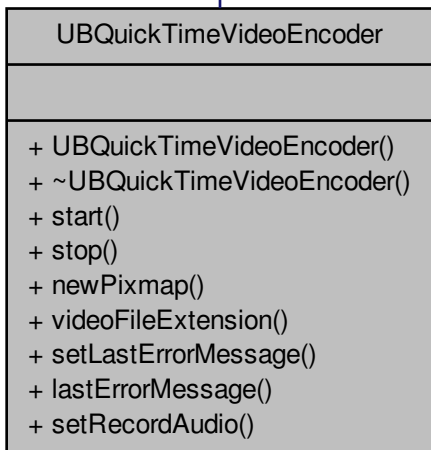 UBQuickTimeVideoEncoder
+ UBQuickTimeVideoEncoder()
+ ~UBQuickTimeVideoEncoder()
+ start()
+ stop()
+ newPixmap()
+ videoFileExtension()
+ setLastErrorMessage()
+ lastErrorMessage()
+ setRecordAudio()